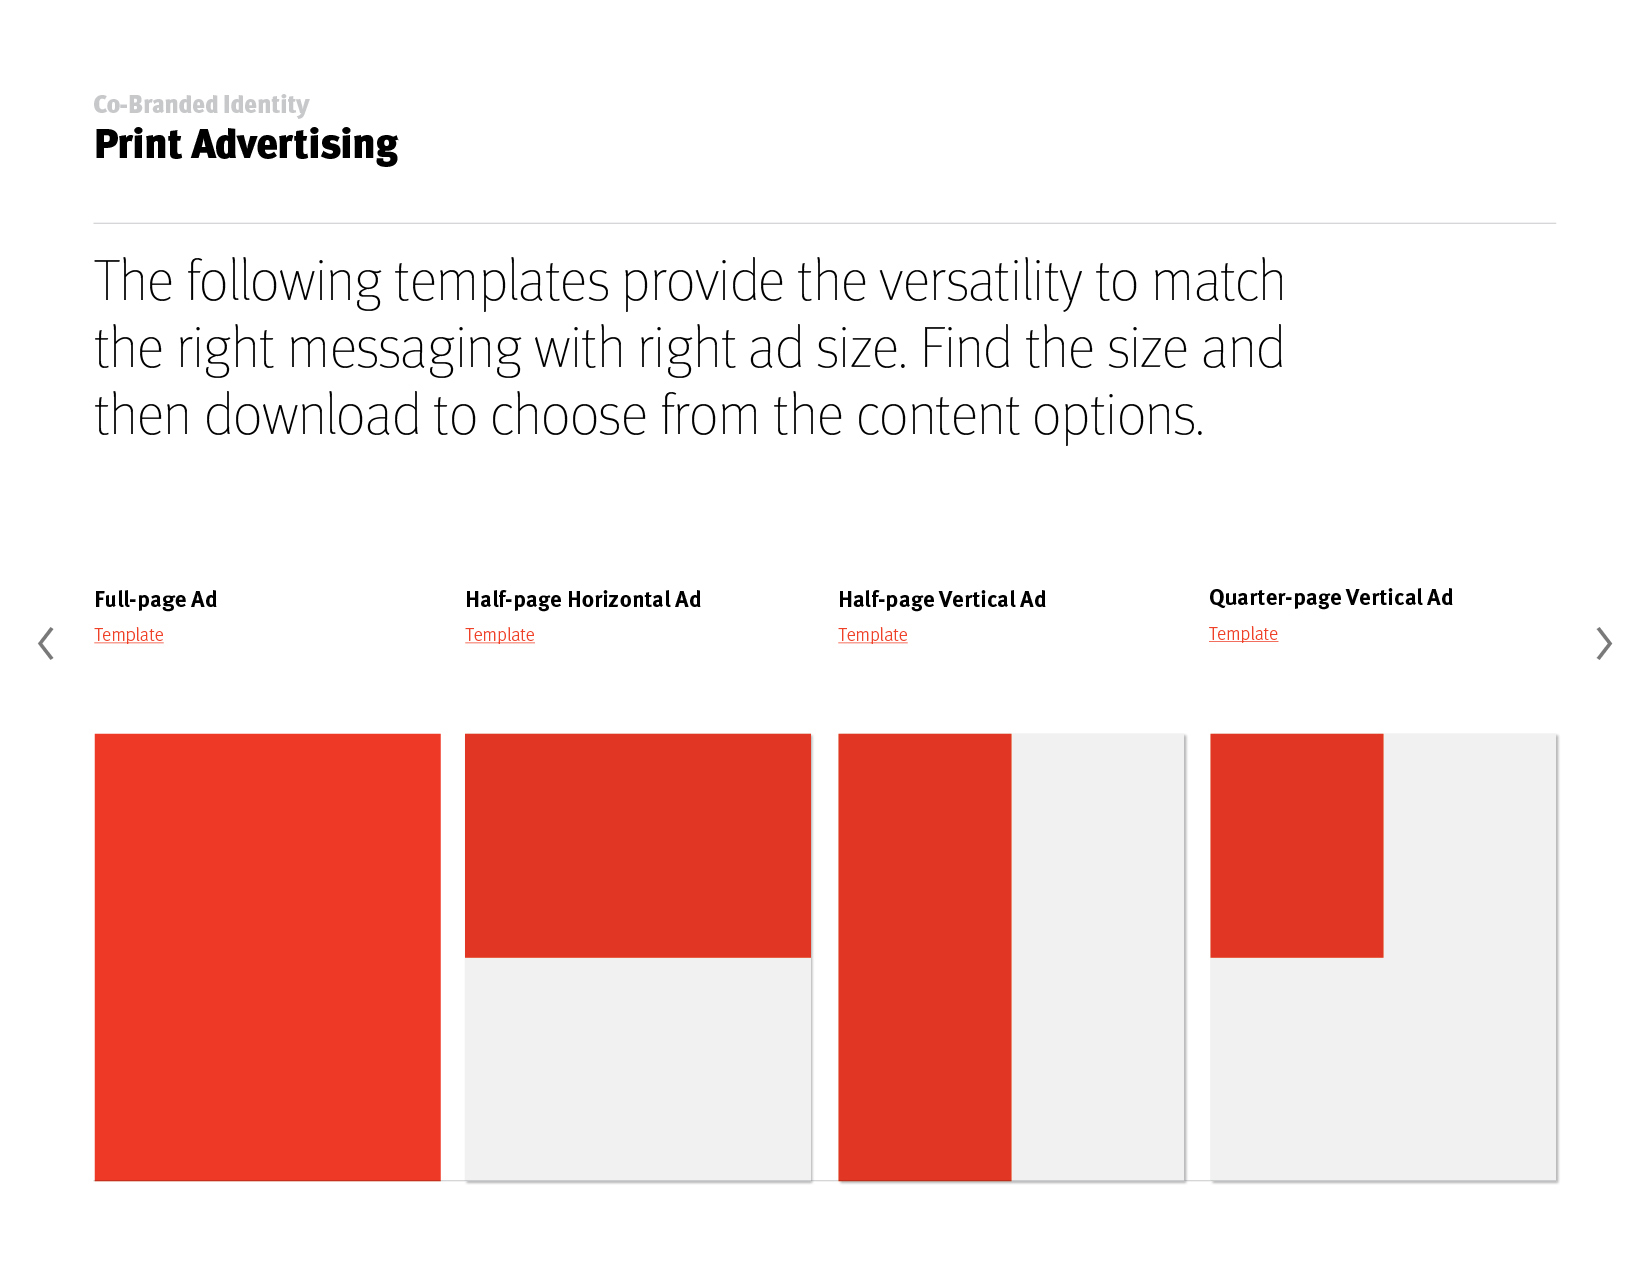 Co-Branded Identity
Print Advertising
The following templates provide the versatility to match
the right messaging with right ad size. Find the size and
then download to choose from the content options.
Full-page Ad
Template
Half-page Horizontal Ad
Template
Half-page Vertical Ad
Template
Quarter-page Vertical Ad
Template